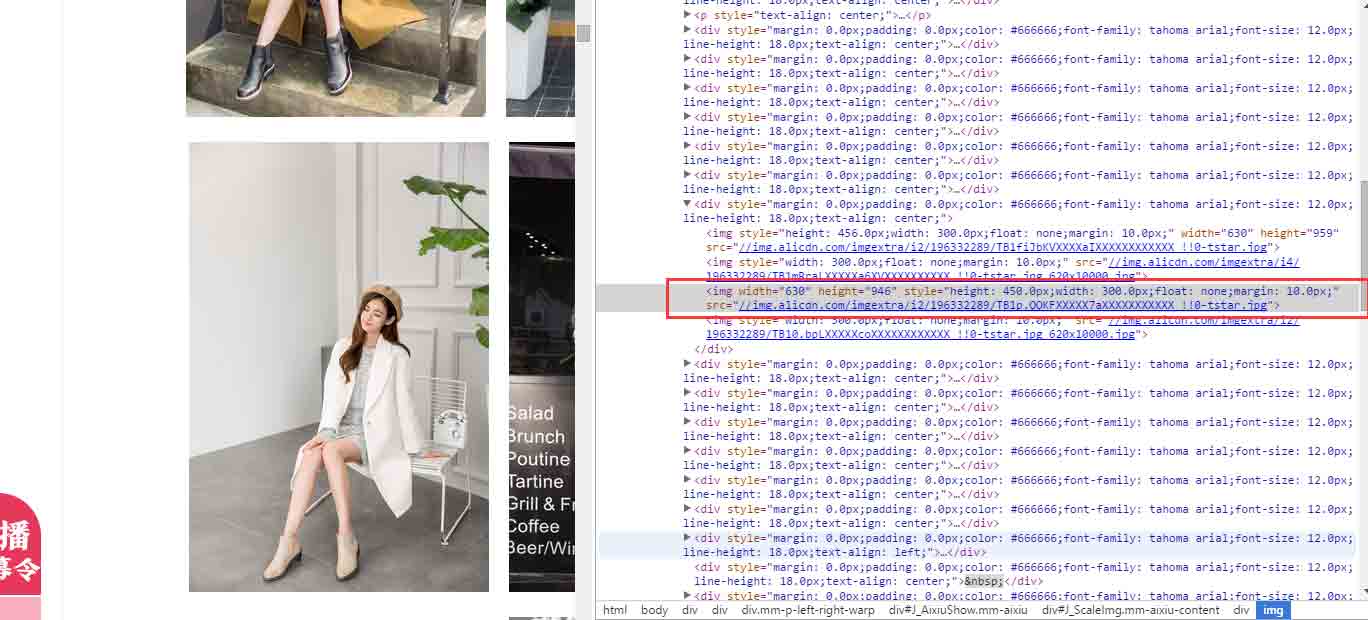 播
幕令
Salad
Brunch
Poutine
Tartine
Grill & Fr
Coffee
Beer/Wi
line-height: 18.0px;text-align: center;">…</div>
<p style="text-align: center;">…</p>
<div style="margin: 0.0px;padding: 0.0px;color: #666666;font-family: tahoma arial;font-size: 12.0px;
line-height: 18.0px;text-align: center;">…</div>
<div style="margin: 0.0px;padding: 0.0px;color: #666666;font-family: tahoma arial;font-size: 12.0px;
line-height: 18.0px;text-align: center;">…</div>
<div style="margin: 0.0px;padding: 0.0px;color: #666666;font-family: tahoma arial;font-size: 12.0px;
line-height: 18.0px;text-align: center;">…</div>
<div style="margin: 0.0px;padding: 0.0px;color: #666666;font-family: tahoma arial;font-size: 12.0px;
line-height: 18.0px;text-align: center;">…</div>
<div style="margin: 0.0px;padding: 0.0px;color: #666666;font-family: tahoma arial;font-size: 12.0px;
line-height: 18.0px;text-align: center;">…</div>
<div style="margin: 0.0px;padding: 0.0px;color: #666666;font-family: tahoma arial;font-size: 12.0px;
line-height: 18.0px;text-align: center;">…</div>
<div style="margin: 0.0px;padding: 0.0px;color: #666666;font-family: tahoma arial;font-size: 12.0px;
line-height: 18.0px;text-align: center;">
<img style="height: 456.0px;width: 300.0px;float: none;margin: 10.0px;" width="630" height="959"
src="//img.alicdn.com/imgextra/i2/196332289/TB1fiJbKVXXXXaIXXXXXXXXXXXX_!!0-tstar.jpg">
<img style="width: 300.0px;float: none;margin: 10.0px;" src="//img.alicdn.com/imgextra/i4/
196332289/TB1mBraLXXXXXa6XVXXXXXXXXXX_!!0-tstar.jpg_620x10000.jpg">
<img width="630" height="946" style="height: 450.0px;width: 300.0px;float: none;margin: 10.0px;"
src="//img.alicdn.com/imgextra/i2/196332289/TB1p.OOKFXXXXX7aXXXXXXXXXXX_!!0-tstar.jpg">
<img style="width: 300.0px;float: none;margin: 10.0px;" src="//img.alicdn.com/imgextra/i2/
196332289/TB10.bpLXXXXXcoXXXXXXXXXXXX_!!0-tstar.jpg_620x10000.jpg">
</div>
<div style="margin: 0.0px;padding: 0.0px;color: #666666;font-family: tahoma arial;font-size: 12.0px;
line-height: 18.0px;text-align: center;">…</div>
<div style="margin: 0.0px;padding: 0.0px;color: #666666;font-family: tahoma arial;font-size: 12.0px;
line-height: 18.0px;text-align: center;">…</div>
<div style="margin: 0.0px;padding: 0.0px;color: #666666;font-family: tahoma arial;font-size: 12.0px;
line-height: 18.0px;text-align: center;">…</div>
<div style="margin: 0.0px;padding: 0.0px;color: #666666;font-family: tahoma arial;font-size: 12.0px;
line-height: 18.0px;text-align: center;">…</div>
<div style="margin: 0.0px;padding: 0.0px;color: #666666;font-family: tahoma arial;font-size: 12.0px;
line-height: 18.0px;text-align: center;">…</div>
<div style="margin: 0.0px;padding: 0.0px;color: #666666;font-family: tahoma arial;font-size: 12.0px;
line-height: 18.0px;text-align: center;">…</div>
<div style="margin: 0.0px;padding: 0.0px;color: #666666;font-family: tahoma arial;font-size: 12.0px;
line-height: 18.0px;text-align: left;">…</div>
<div style="margin: 0.0px;padding: 0.0px;color: #666666;font-family: tahoma arial;font-size: 12.0px;
line-height: 18.0px;text-align: center;">&nbsp;</div>
<div style="margin: 0.0px;padding: 0.0px;color: #666666;font-family: tahoma arial;font-size: 12.0px;
html body div div div.mm-p-left-right-warp div#J_AixiuShow.mm-aixiu div#J_ScaleImg.mm-aixiu-content div img